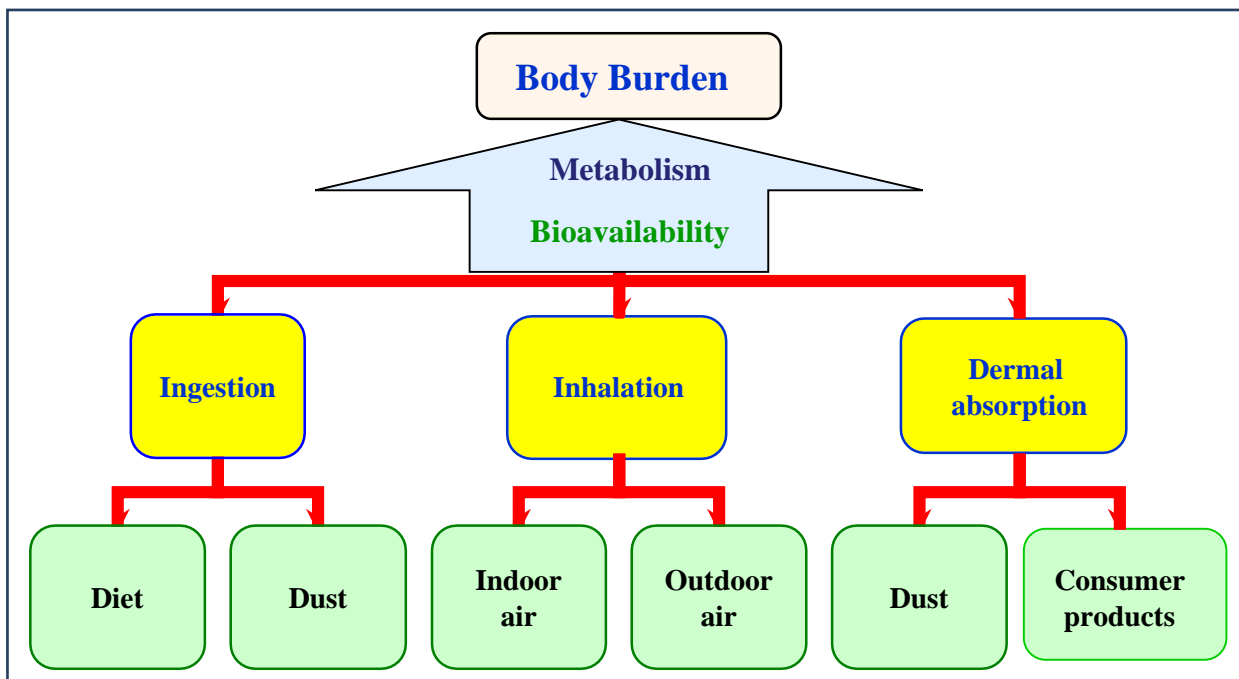 Body Burden
Metabolism
Bioavailability
Ingestion
Inhalation
Dermal
absorption
Diet
Dust
Indoor
air
Outdoor
air
Dust
Consumer
products